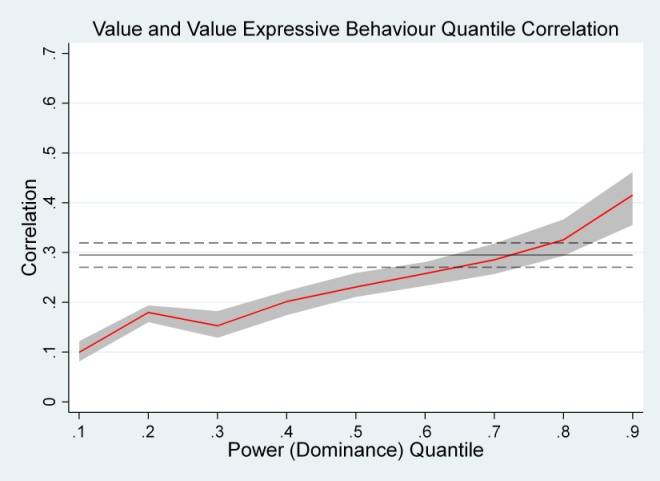 Value and Value Expressive Behaviour Quantile Correlation
Correlation
.7
.6
.5
.4
.3
.2
.1
0
.1 .2 .3 .4 .5 .6 .7 .8 .9
Power (Dominance) Quantile